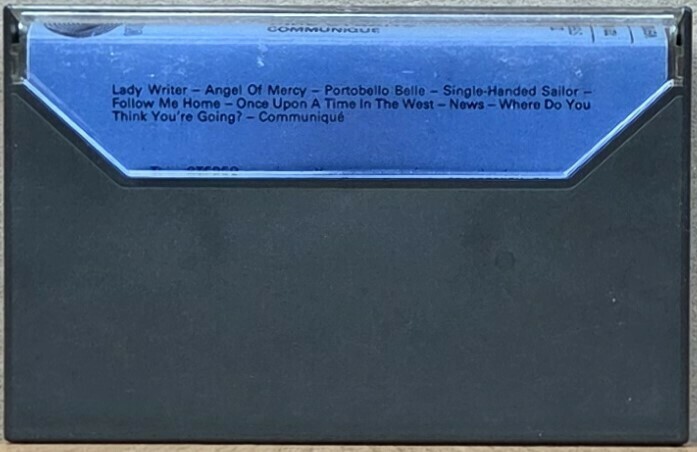 COMMUNIQUE
Lady Writer – Angel Of Mercy – Portobello Belle – Single-Handed Sailor –
Follow Me Home – Once Upon A Time In The West – News – Where Do You
Think You're Going? – Communiqué